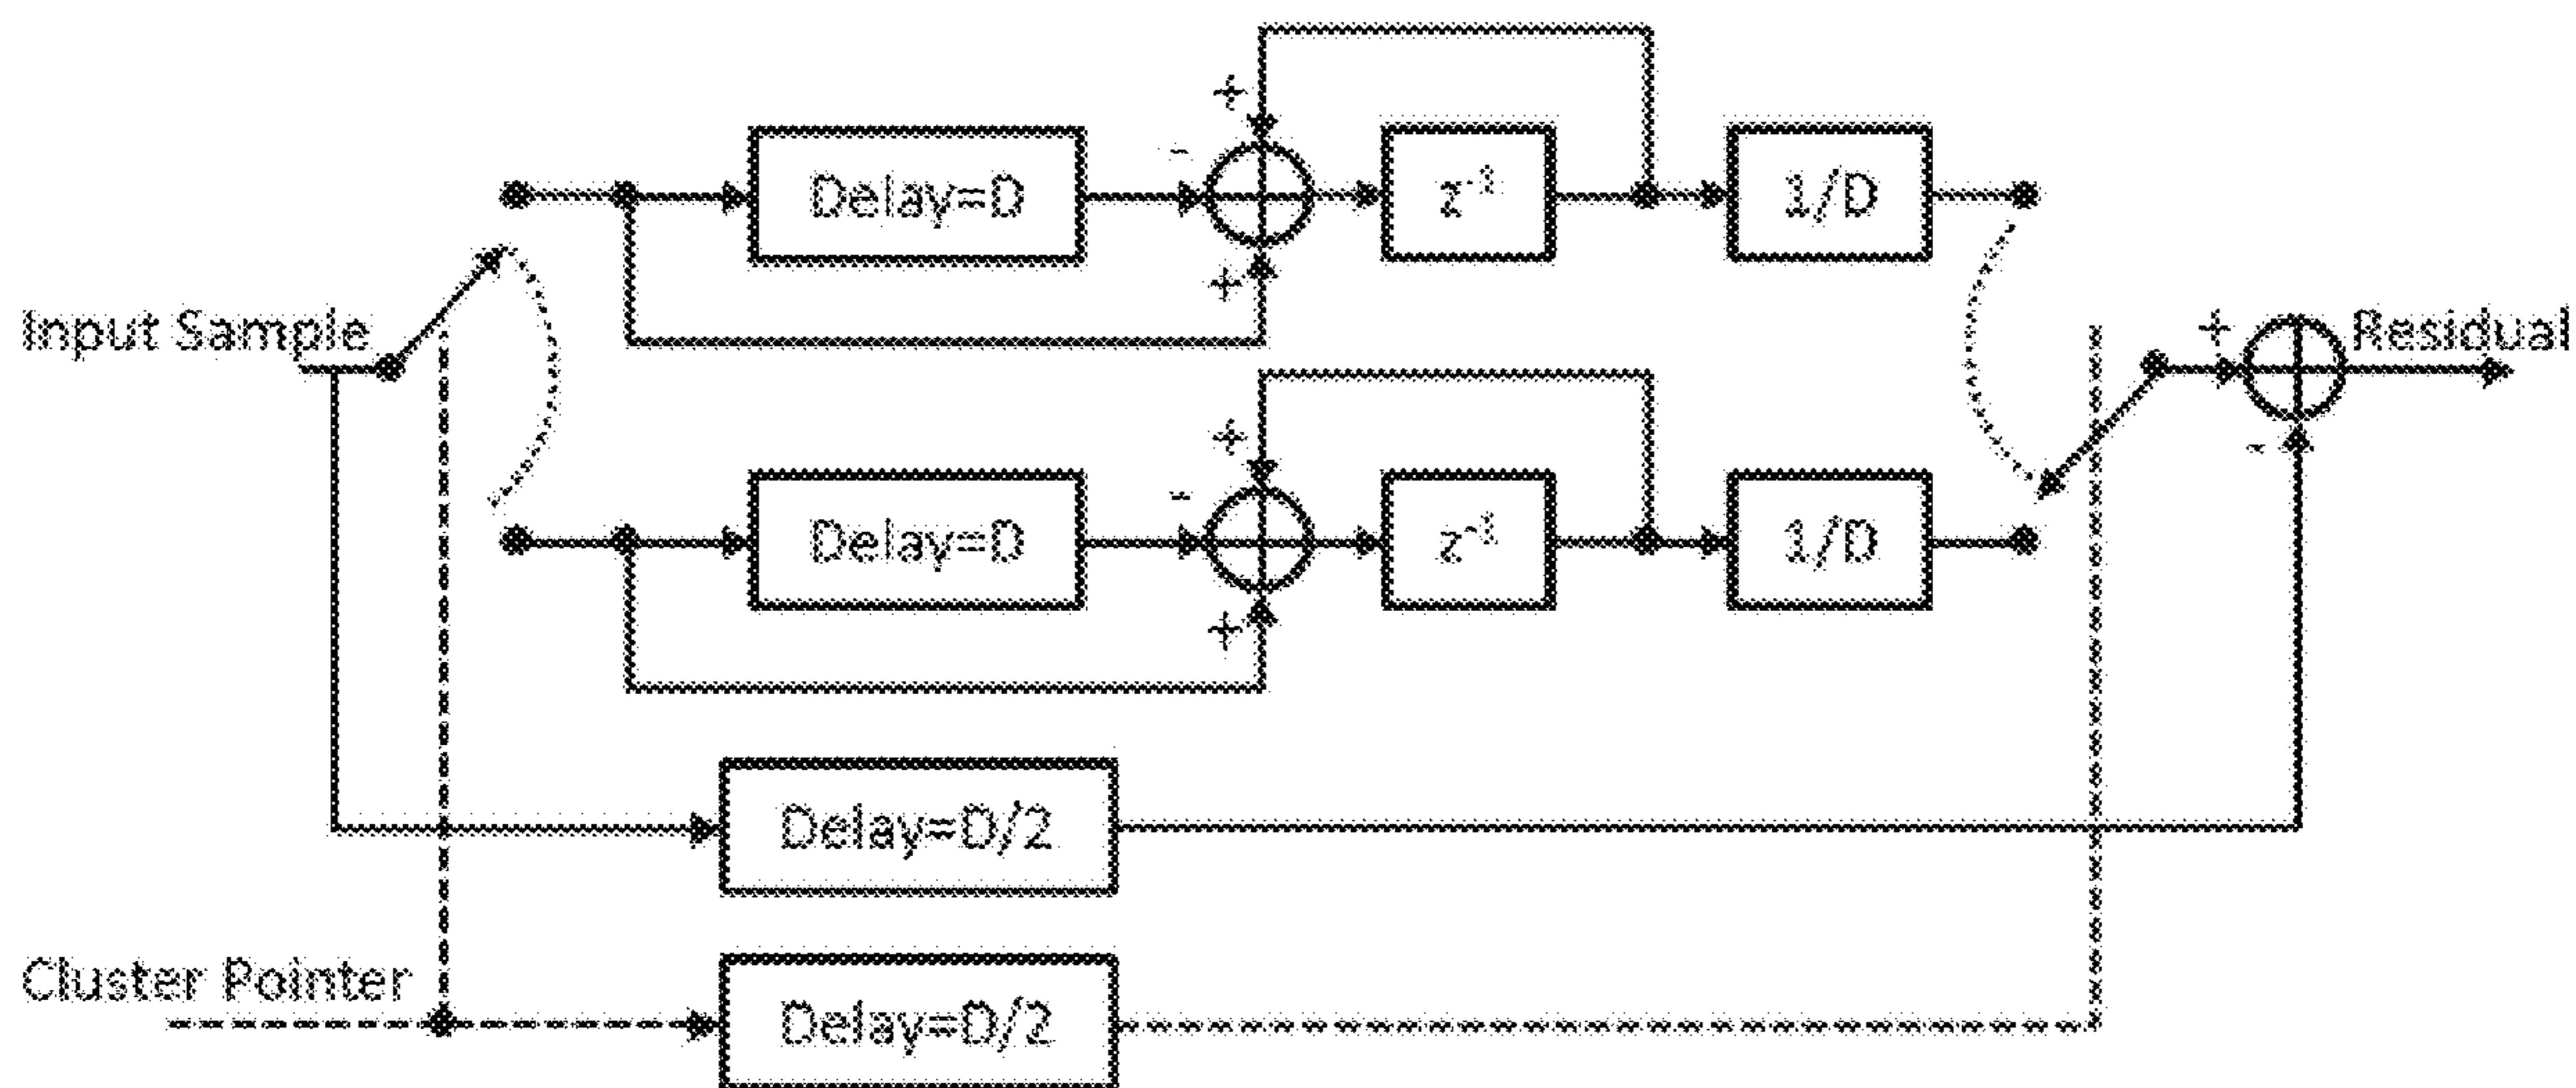 +
-
Delay=D
z⁻¹
1/D
+
Input Sample
+
Residual
+
-
-
Delay=D
z⁻¹
1/D
+
Delay=D/2
Cluster Pointer
Delay=D/2